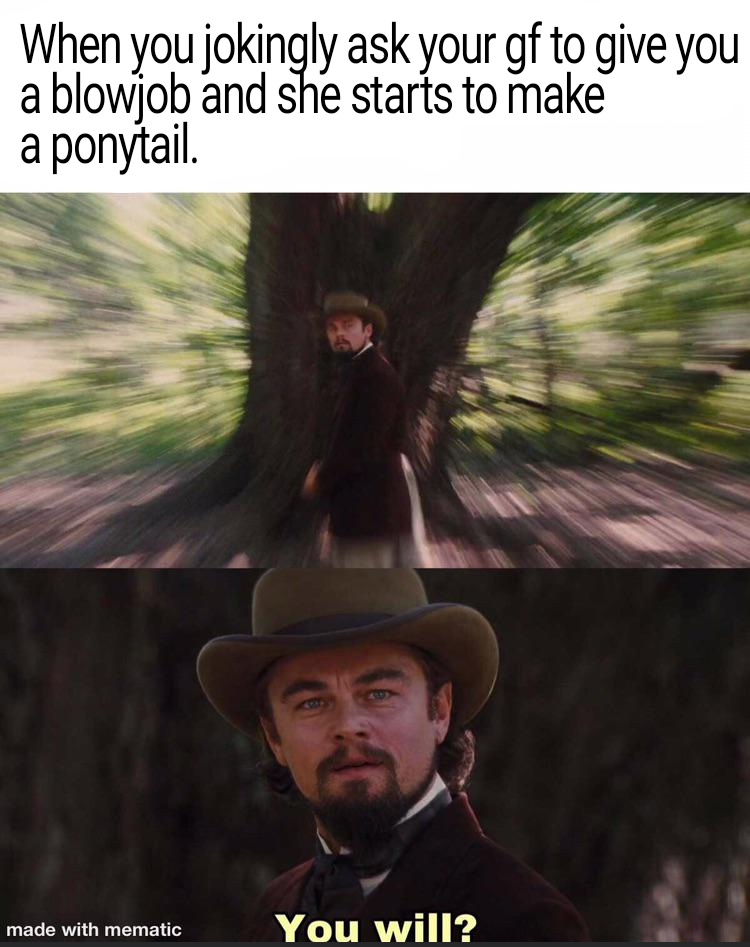 When you jokingly ask your gf to give you
a blowjob and she starts to make
a ponytail.
made with mematic
You will?